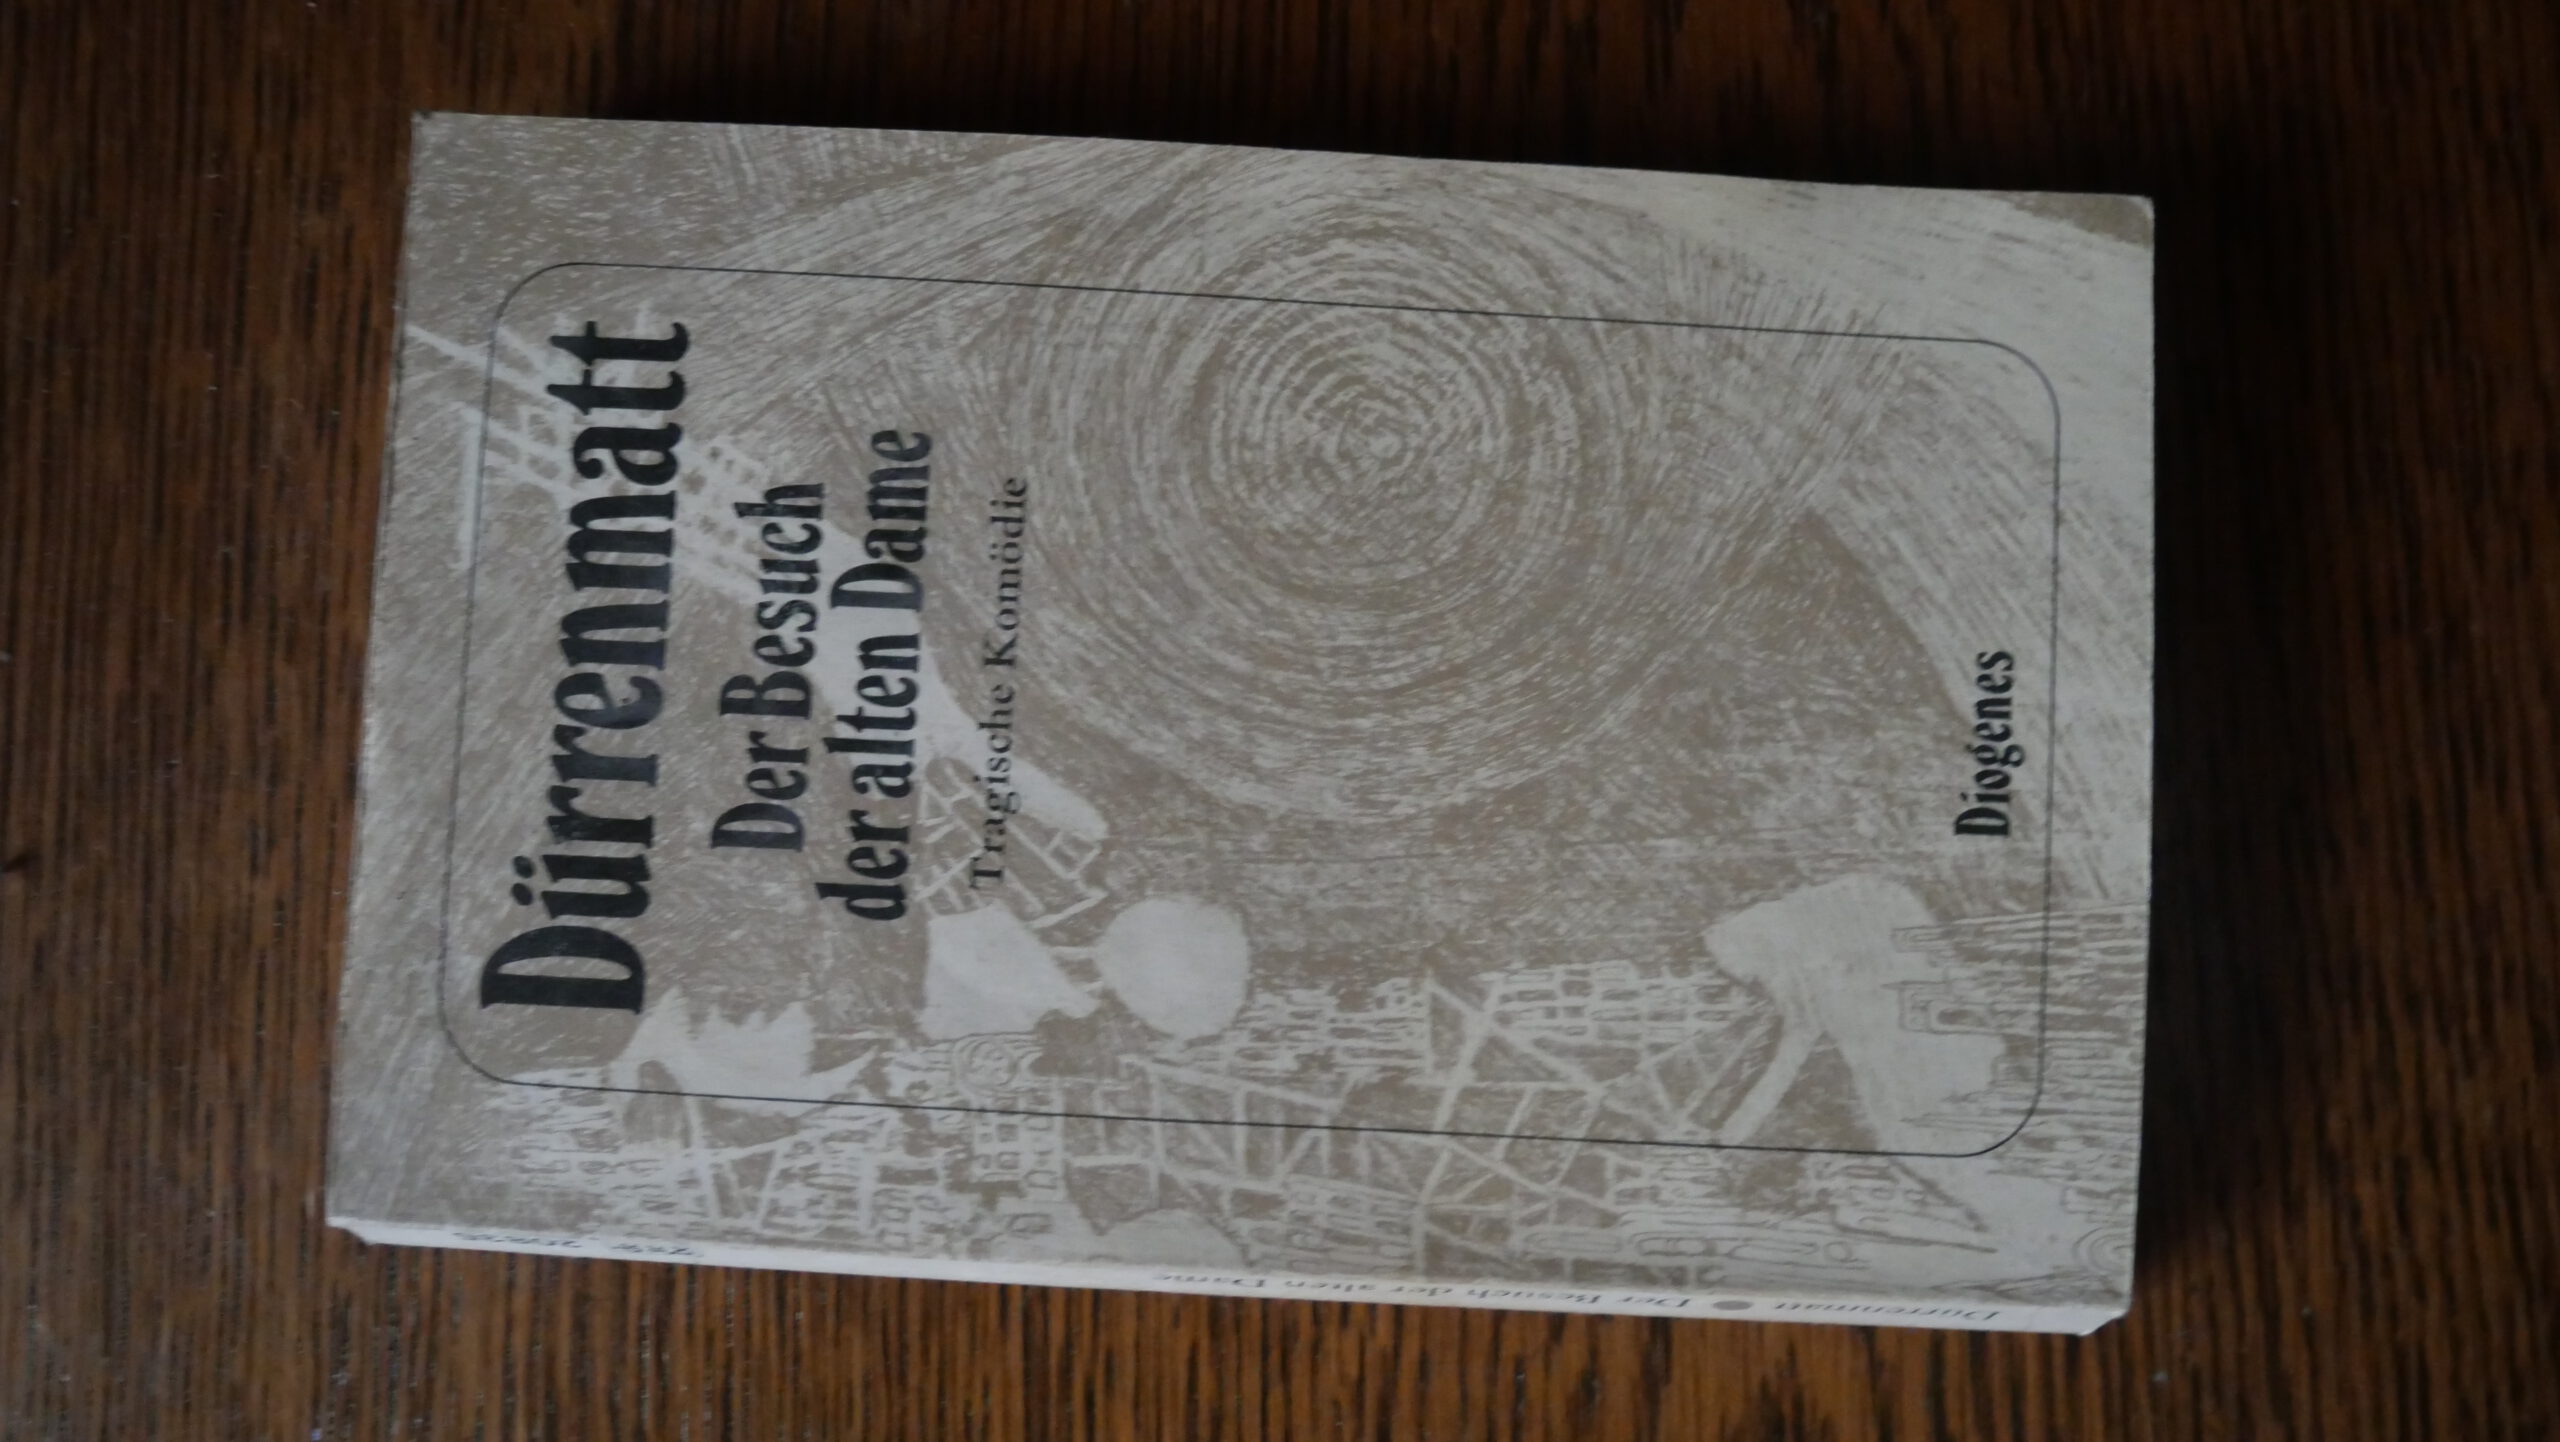 Dürrenmatt
Der Besuch
der alten Dame
Tragische Komödie
Diogenes
Dürrenmatt ● Der Besuch der alten Dame